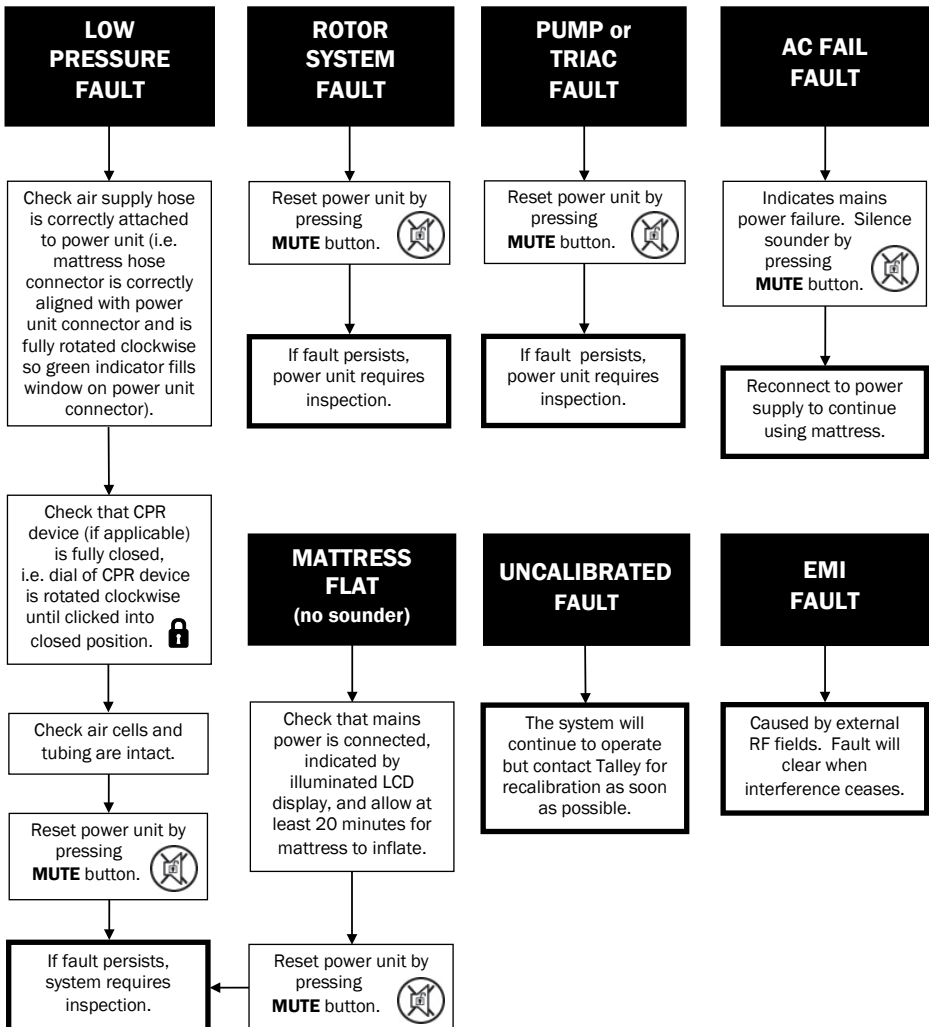 LOW
PRESSURE
FAULT
Check air supply hose
is correctly attached
to power unit (i.e.
mattress hose
connector is correctly
aligned with power
unit connector and is
fully rotated clockwise
so green indicator fills
window on power unit
connector).
Check that CPR
device (if applicable)
is fully closed,
i.e. dial of CPR device
is rotated clockwise
until clicked into
closed position.
Check air cells and
tubing are intact.
Reset power unit by
pressing
MUTE button.
If fault persists,
system requires
inspection.
ROTOR
SYSTEM
FAULT
Reset power unit by
pressing
MUTE button.
If fault persists,
power unit requires
inspection.
PUMP or
TRIAC
FAULT
Reset power unit by
pressing
MUTE button.
If fault persists,
power unit requires
inspection.
AC FAIL
FAULT
Indicates mains
power failure. Silence
sounder by
pressing
MUTE button.
Reconnect to power
supply to continue
using mattress.
MATTRESS
FLAT
(no sounder)
Check that mains
power is connected,
indicated by
illuminated LCD
display, and allow at
least 20 minutes for
mattress to inflate.
Reset power unit by
pressing
MUTE button.
UNCALIBRATED
FAULT
The system will
continue to operate
but contact Talley for
recalibration as soon
as possible.
EMI
FAULT
Caused by external
RF fields. Fault will
clear when
interference ceases.